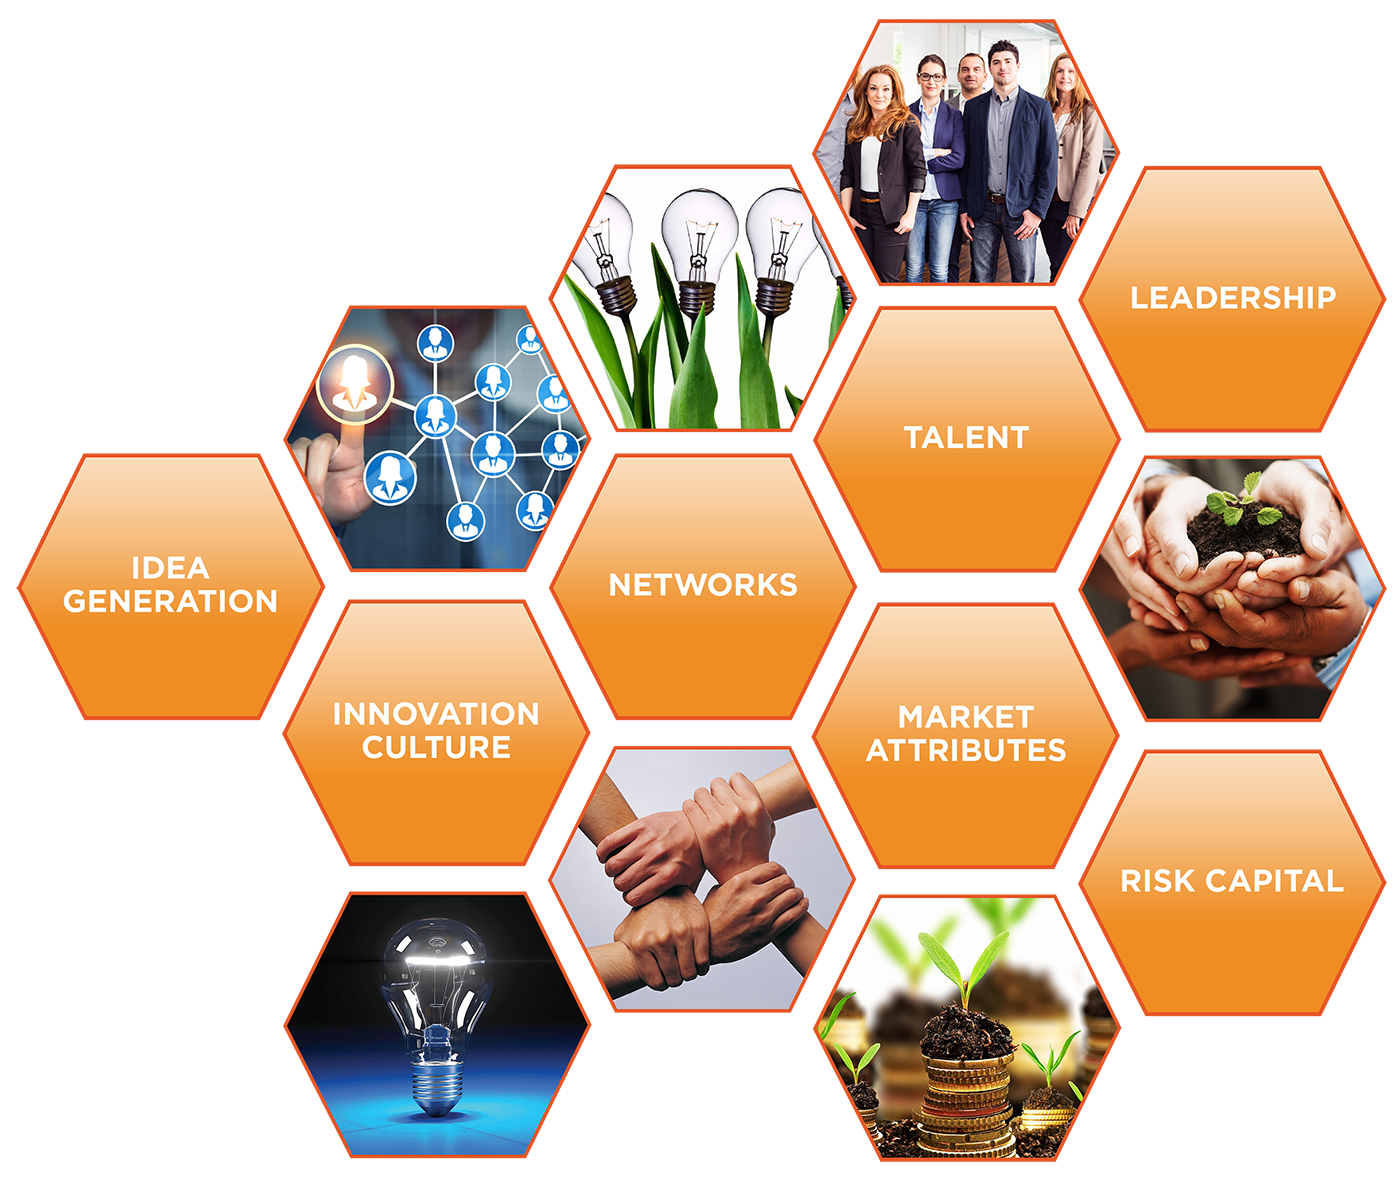 LEADERSHIP
TALENT
IDEA
GENERATION
NETWORKS
INNOVATION
CULTURE
MARKET
ATTRIBUTES
RISK CAPITAL